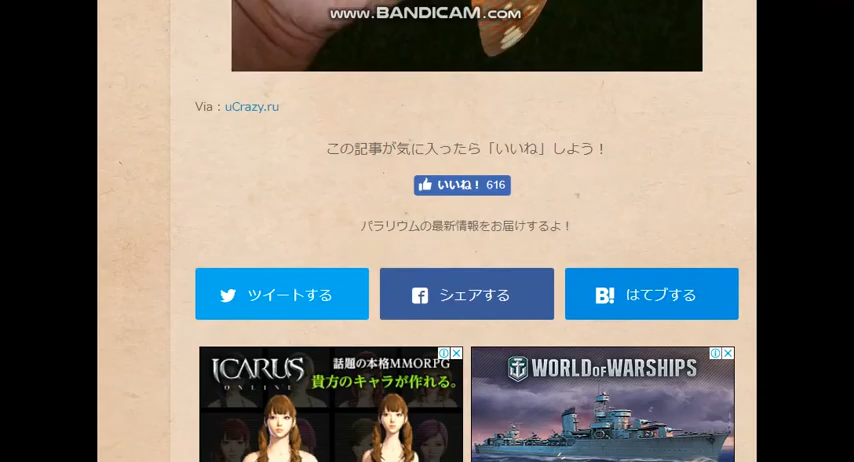 www.BANDICAM.com
Via : uCrazy.ru
この記事が気に入ったら「いいね」しよう！
いいね！ 616
パラリウムの最新情報をお届けするよ！
ツイートする
シェアする
B! はてブする
ICARUS
ONLINE
話題の本格MMORPG
貴方のキャラが作れる。
WORLD OF WARSHIPS